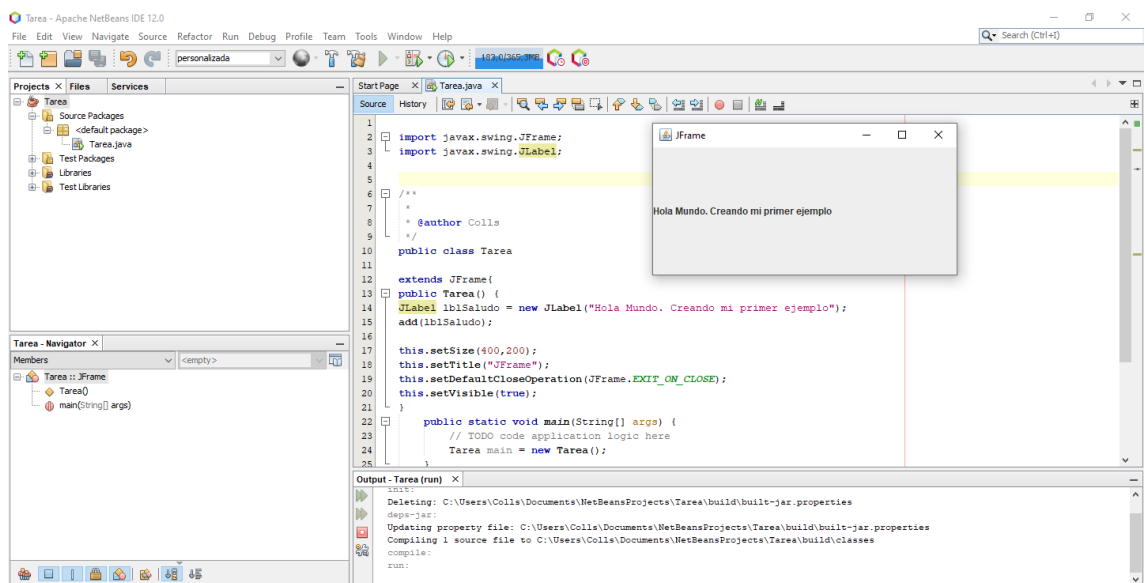 Tarea - Apache NetBeans IDE 12.0
File Edit View Navigate Source Refactor Run Debug Profile Team Tools Window Help
Search (Ctrl+I)
personalizada
183,0/365,3MB
Projects Files Services
Tarea
Source Packages
<default package>
Tarea.java
Test Packages
Libraries
Test Libraries
Tarea - Navigator
Members
<empty>
Tarea :: JFrame
Tarea()
main(String[] args)
Start Page Tarea.java
Source History
1
2 import javax.swing.JFrame;
3 import javax.swing.JLabel;
4
5
6 /**
7 *
8 * @author Colls
9 */
10 public class Tarea
11
12 extends JFrame{
13 public Tarea() {
14 JLabel lblSaludo = new JLabel("Hola Mundo. Creando mi primer ejemplo");
15 add(lblSaludo);
16
17 this.setSize(400,200);
18 this.setTitle("JFrame");
19 this.setDefaultCloseOperation(JFrame.EXIT_ON_CLOSE);
20 this.setVisible(true);
21 }
22 public static void main(String[] args) {
23 // TODO code application logic here
24 Tarea main = new Tarea();
25 }
JFrame
Hola Mundo. Creando mi primer ejemplo
Output - Tarea (run)
init:
Deleting: C:\Users\Colls\Documents\NetBeansProjects\Tarea\build\built-jar.properties
deps-jar:
Updating property file: C:\Users\Colls\Documents\NetBeansProjects\Tarea\build\built-jar.properties
Compiling 1 source file to C:\Users\Colls\Documents\NetBeansProjects\Tarea\build\classes
compile:
run: